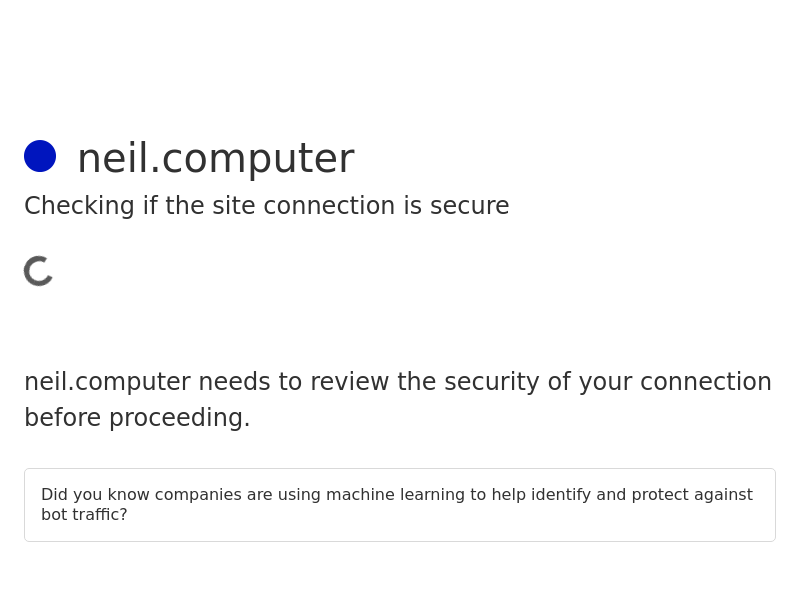 neil.computer
Checking if the site connection is secure
neil.computer needs to review the security of your connection
before proceeding.
Did you know companies are using machine learning to help identify and protect against
bot traffic?